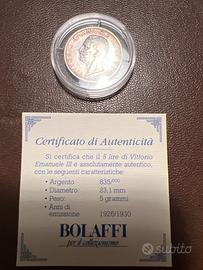 Certificato di Autenticità
Si certifica che il 5 lire di Vittorio
Emanuele III è assolutamente autentico,
con le seguenti caratteristiche:
• Argento 835/000
• Diametro: 23,1 mm
• Peso: 5 grammi
• Anni di
emissione 1926/1930
BOLAFFI
per il collezionismo
subito